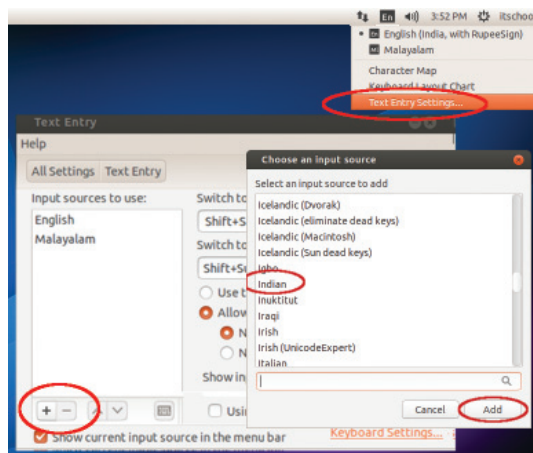 En 3:52 PM itschoo
English (India, with RupeeSign)
Malayalam
Character Map
Keyboard Layout Chart
Text Entry Settings...
Text Entry
Help
All Settings Text Entry
Input sources to use:
English
Malayalam
Switch to
Shift+S
Switch to
Shift+Su
Use t
Allow
N
N
Show in
Usi
Show current input source in the menu bar
Keyboard Settings...
Choose an input source
Select an input source to add
Icelandic (Dvorak)
Icelandic (eliminate dead keys)
Icelandic (Macintosh)
Icelandic (Sun dead keys)
Igbo
Indian
Inuktitut
Iraqi
Irish
Irish (UnicodeExpert)
Italian
Cancel Add